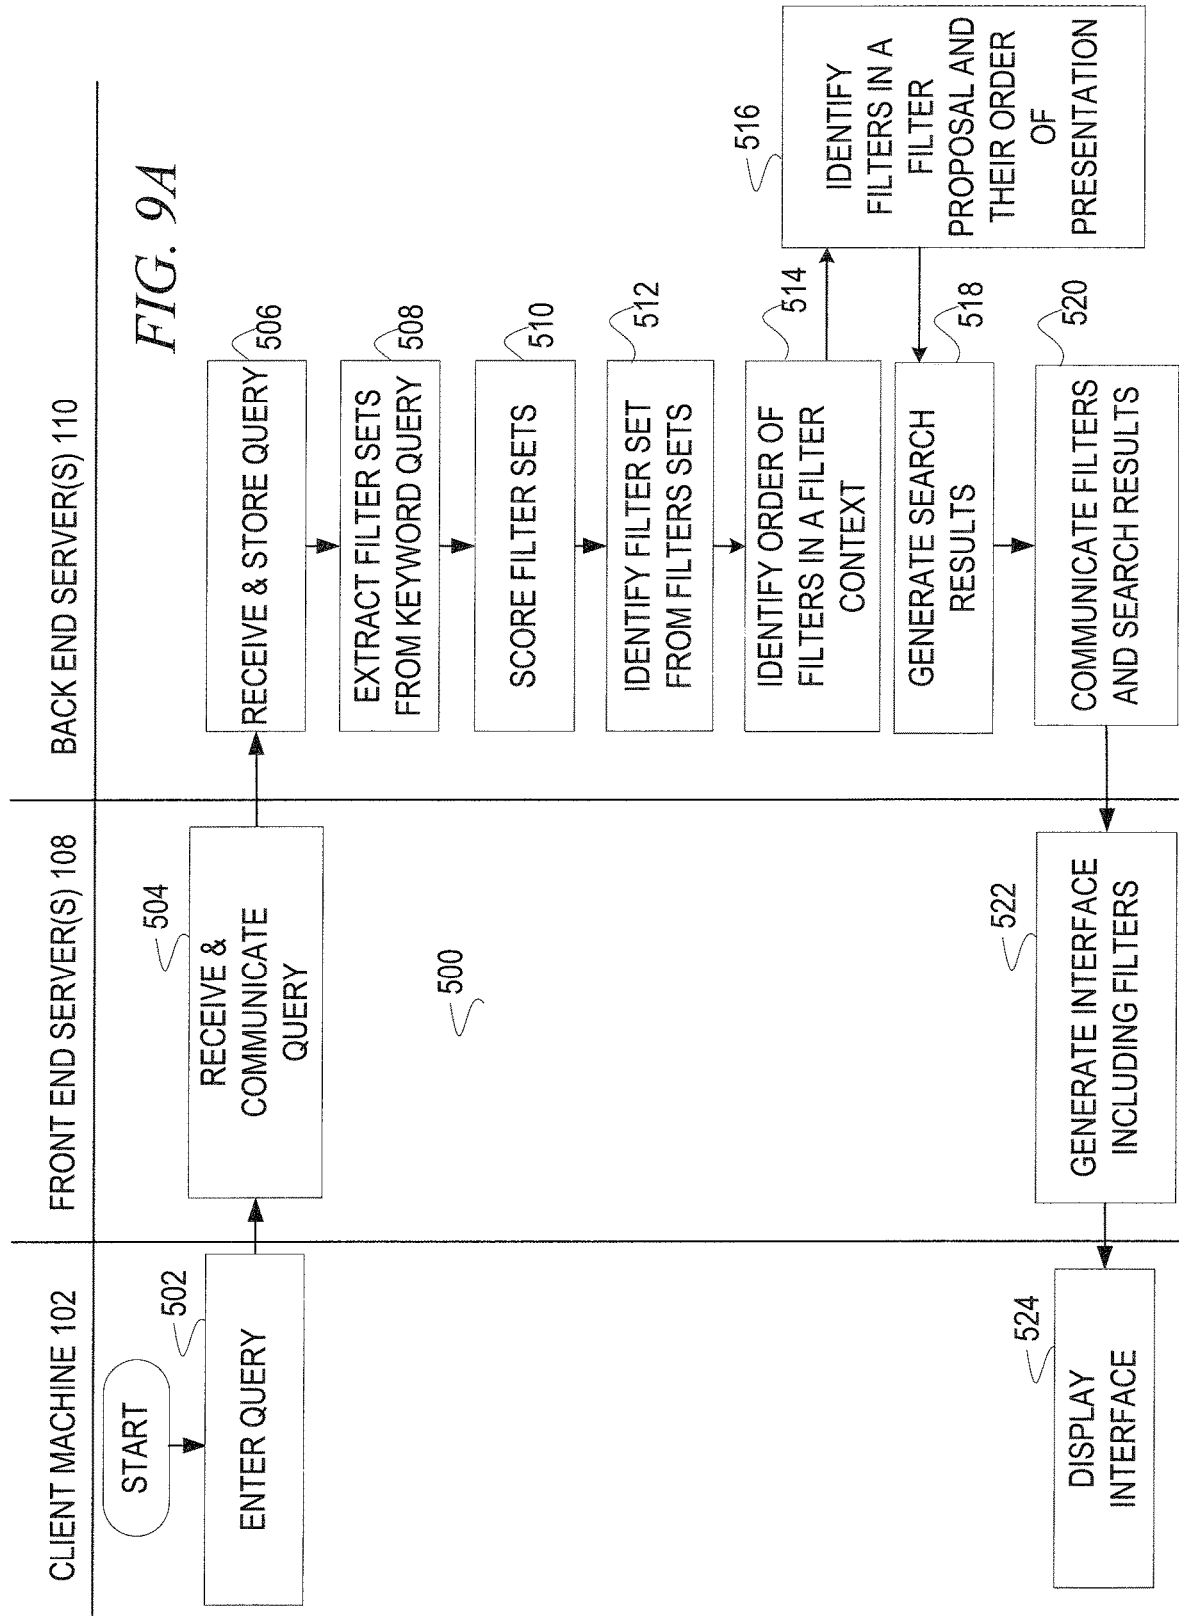 CLIENT MACHINE 102
FRONT END SERVER(S) 108
BACK END SERVER(S) 110
FIG. 9A
START
502
ENTER QUERY
504
RECEIVE &
COMMUNICATE
QUERY
506
RECEIVE & STORE QUERY
508
EXTRACT FILTER SETS
FROM KEYWORD QUERY
510
SCORE FILTER SETS
512
IDENTIFY FILTER SET
FROM FILTERS SETS
514
IDENTIFY ORDER OF
FILTERS IN A FILTER
CONTEXT
516
IDENTIFY
FILTERS IN A
FILTER
PROPOSAL AND
THEIR ORDER
OF
PRESENTATION
518
GENERATE SEARCH
RESULTS
520
COMMUNICATE FILTERS
AND SEARCH RESULTS
500
522
GENERATE INTERFACE
INCLUDING FILTERS
524
DISPLAY
INTERFACE